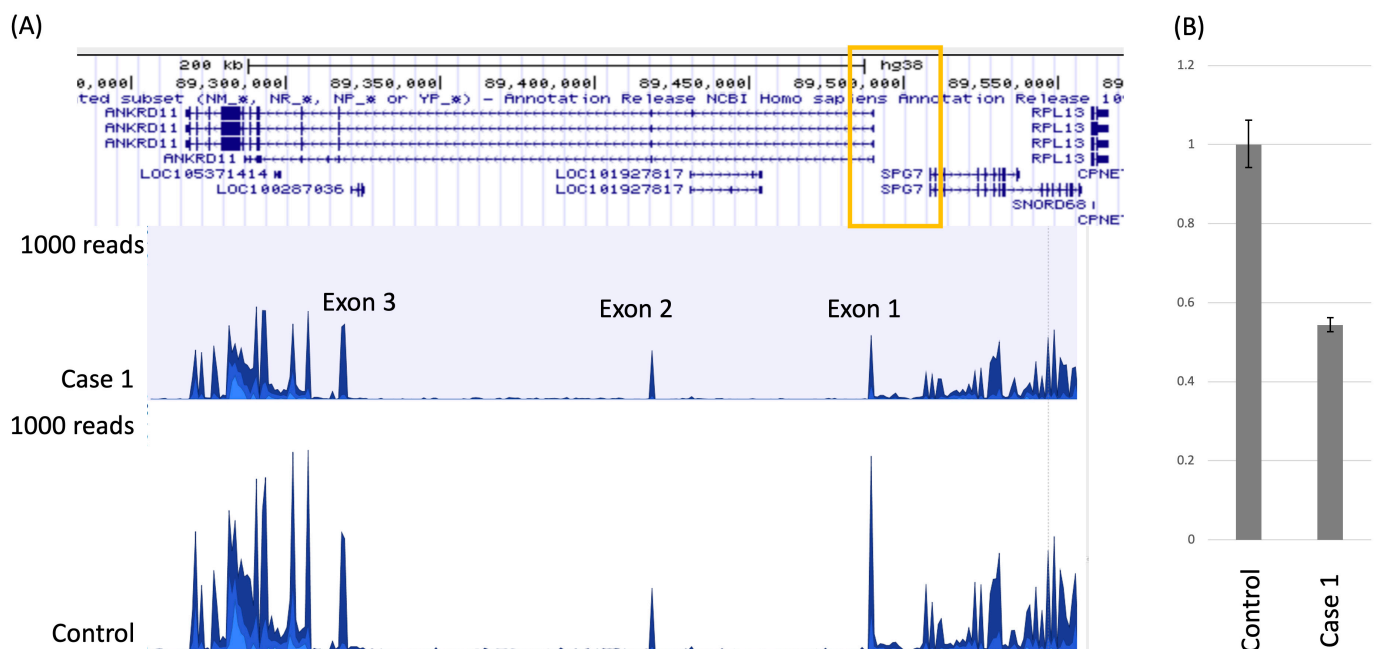 (A)
200 kb hg38
0,000| 89,300,000| 89,350,000| 89,400,000| 89,450,000| 89,500,000| 89,550,000| 89
ted subset (NM_*, NR_*, NP_* or YP_*) - Annotation Release NCBI Homo sapiens Annotation Release 10
ANKRD11 RPL13
ANKRD11 RPL13
ANKRD11 RPL13
ANKRD11 RPL13
LOC105371414 LOC101927817 SPG7 CPNE
LOC100287036 LOC101927817 SPG7
SNORD68
CPNE
1000 reads
Exon 3 Exon 2 Exon 1
Case 1
1000 reads
Control
(B)
1.2
1
0.8
0.6
0.4
0.2
0
Control
Case 1